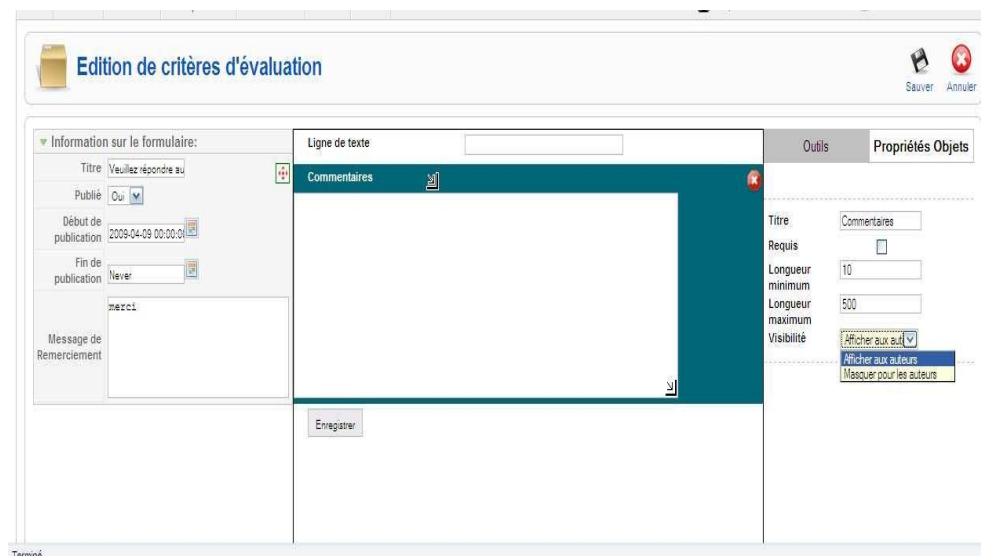 Edition de critères d'évaluation
Sauver
Annuler
Information sur le formulaire:
Titre
Veuillez répondre au
Publié
Oui
Début de
publication
2009-04-09 00:00:00
Fin de
publication
Never
Message de
Remerciement
merci
Ligne de texte
Commentaires
Enregistrer
Outils
Propriétés Objets
Titre
Commentaires
Requis
Longueur
minimum
10
Longueur
maximum
500
Visibilité
Afficher aux aut
Afficher aux auteurs
Masquer pour les auteurs
Terminé